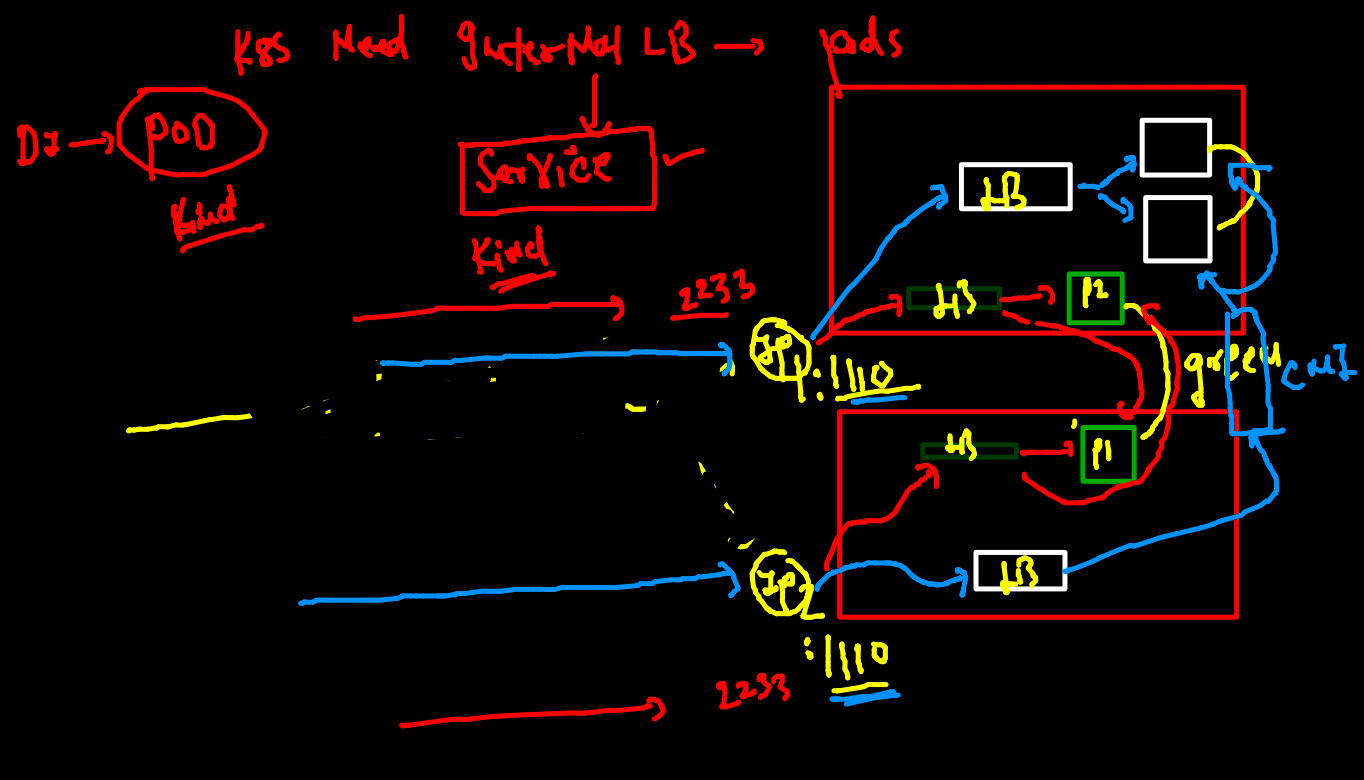 K8S Need Internal LB → pods
DI → POD
Kind
Service
Kind
LB
2233
LB
P2
IP1
:1110
green
CNI
LB
P1
IP2
LB
:1110
2233